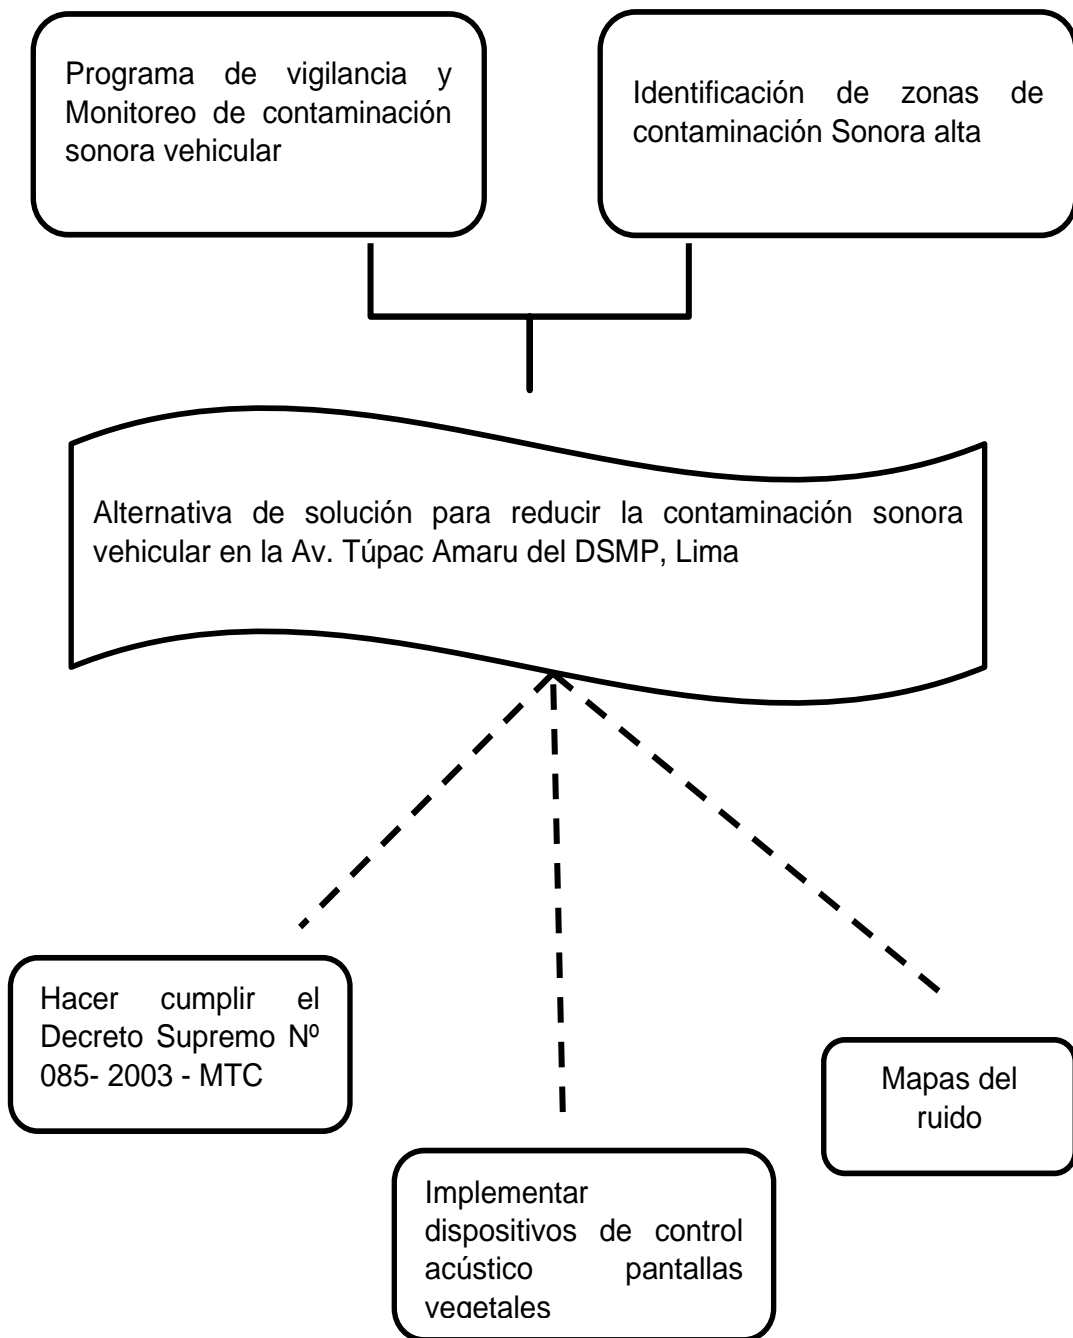 Programa de vigilancia y
Monitoreo de contaminación
sonora vehicular
Identificación de zonas de
contaminación Sonora alta
Alternativa de solución para reducir la contaminación sonora
vehicular en la Av. Túpac Amaru del DSMP, Lima
Hacer cumplir el
Decreto Supremo Nº
085- 2003 - MTC
Implementar
dispositivos de control
acústico pantallas
vegetales
Mapas del
ruido